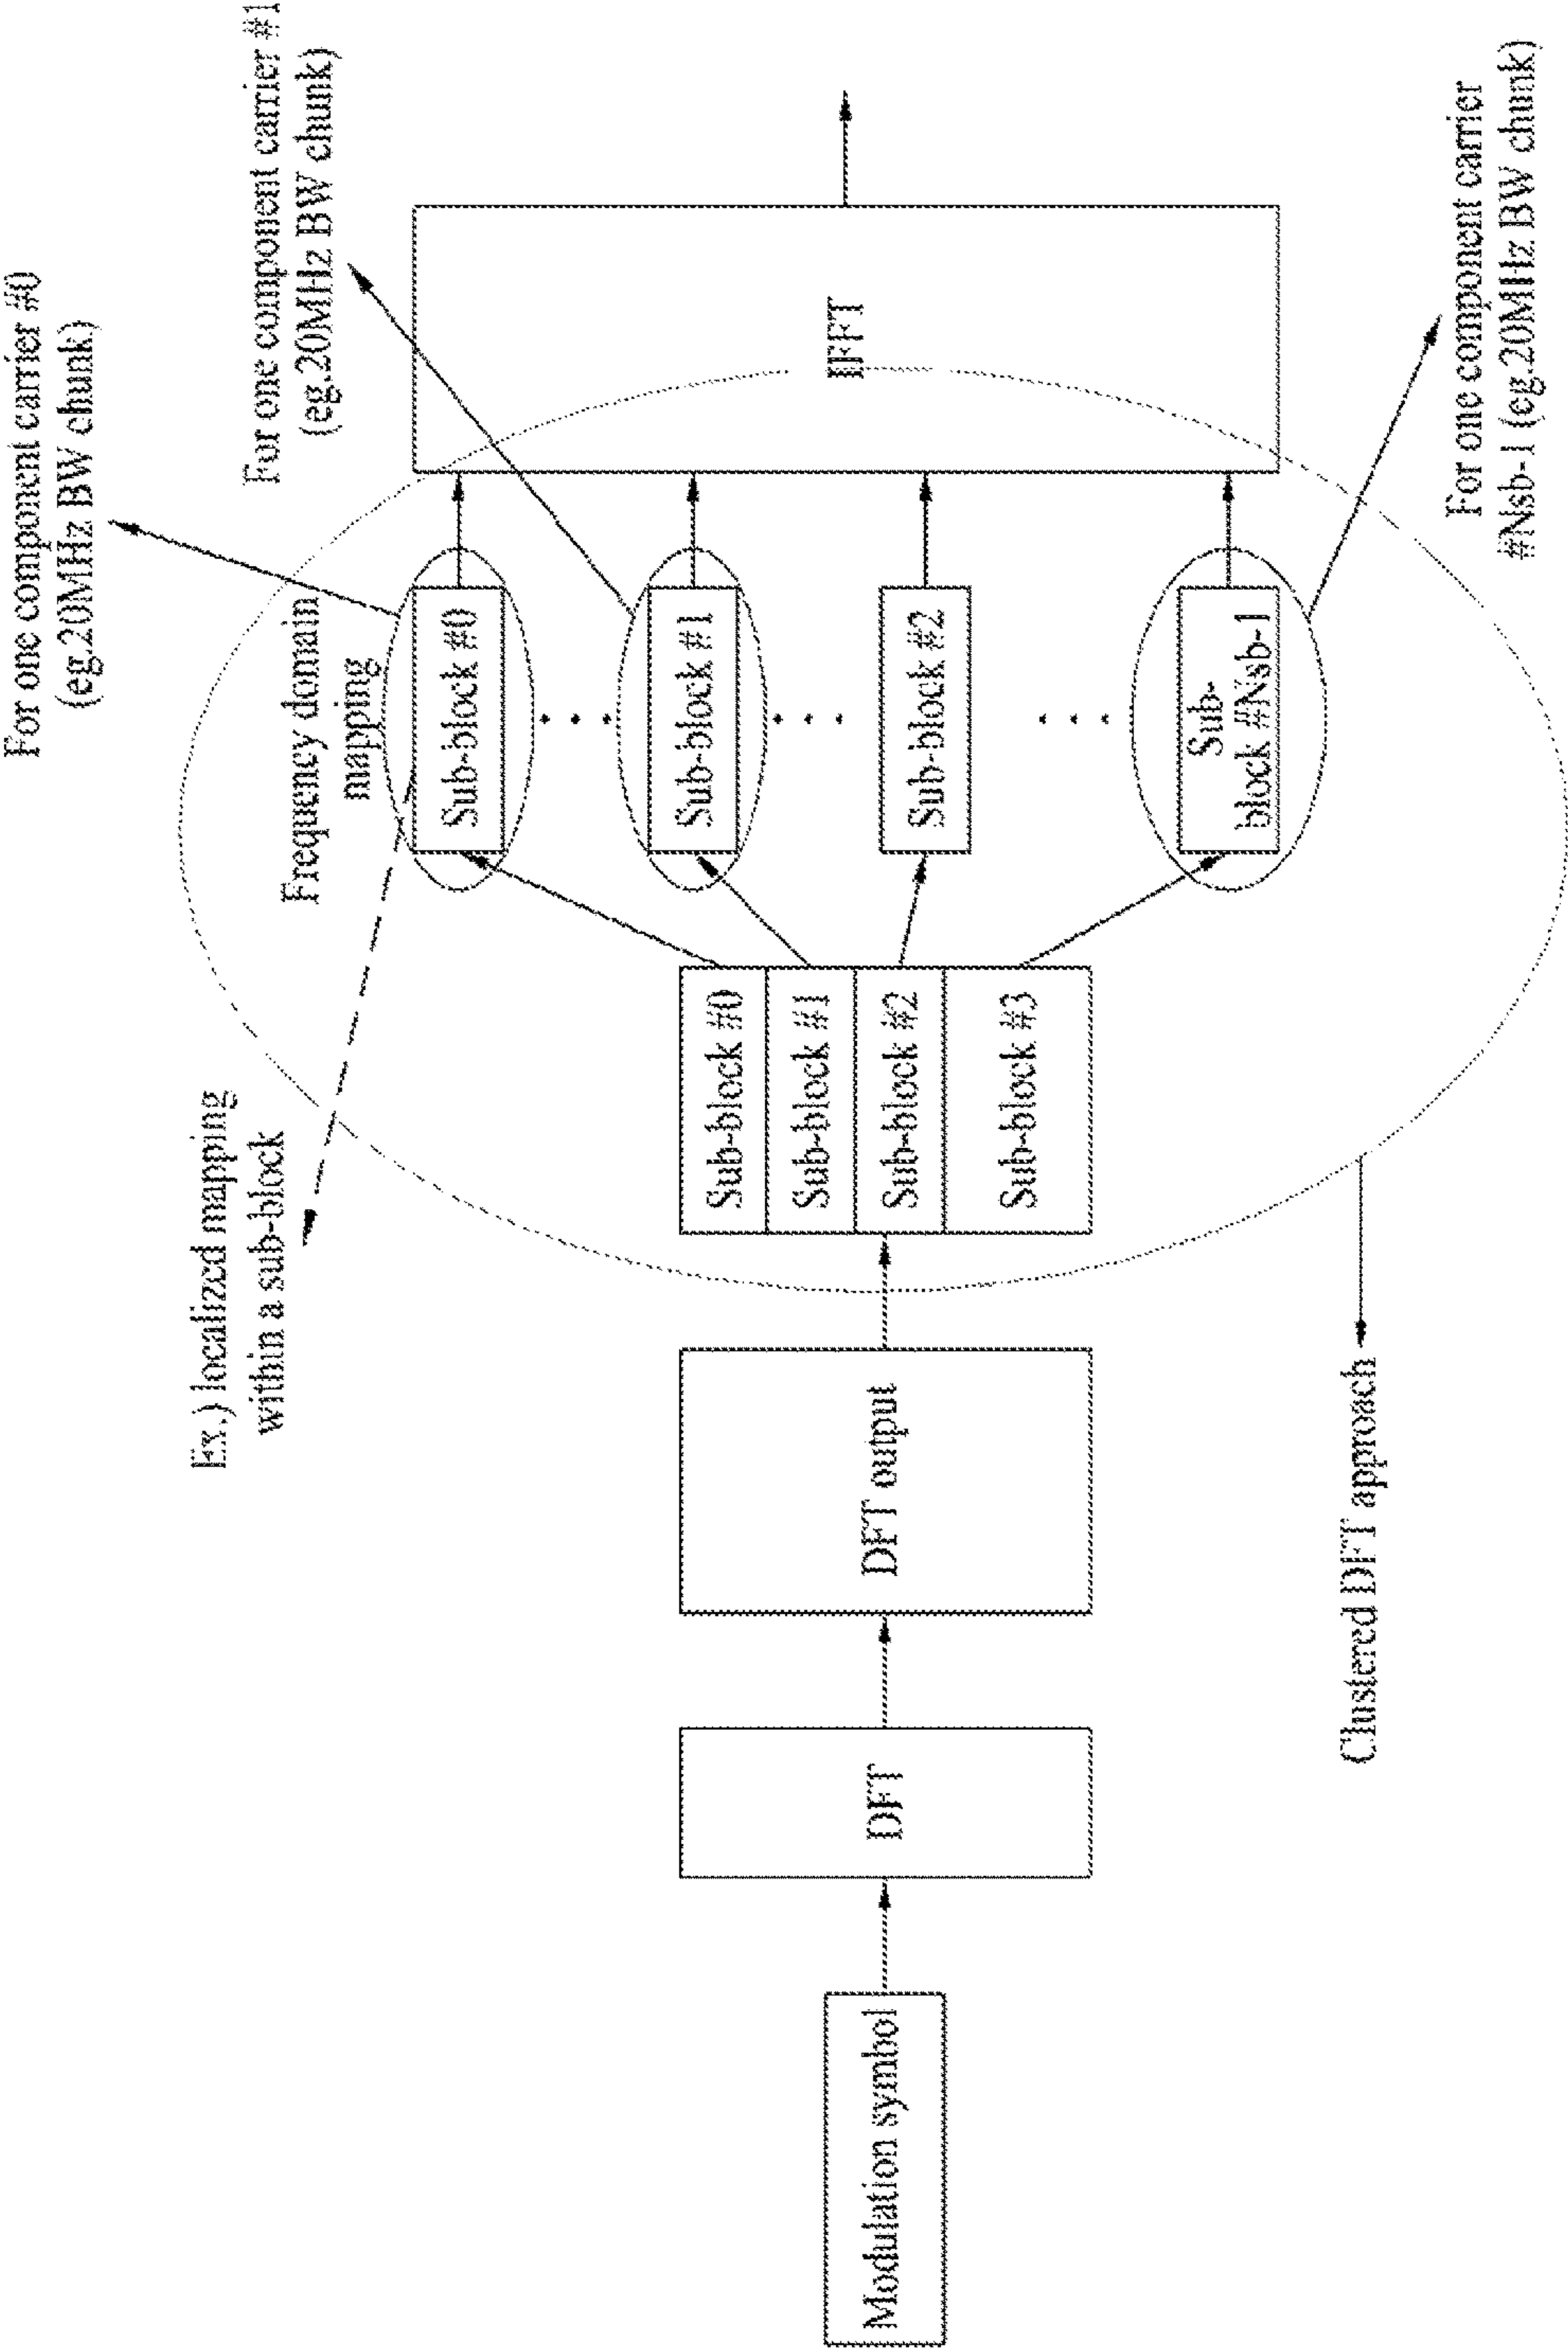 For one component carrier #0
(eg.20MHz BW chunk)
For one component carrier #1
(eg.20MHz BW chunk)
Ex.) localized mapping
within a sub-block
Frequency domain
mapping
Modulation symbol
DFT
DFT output
Sub-block #0
Sub-block #1
Sub-block #2
Sub-block #3
Sub-block #0
Sub-block #1
Sub-block #2
Sub-
block #Nsb-1
IFFT
Clustered DFT approach
For one component carrier
#Nsb-1 (eg.20MHz BW chunk)